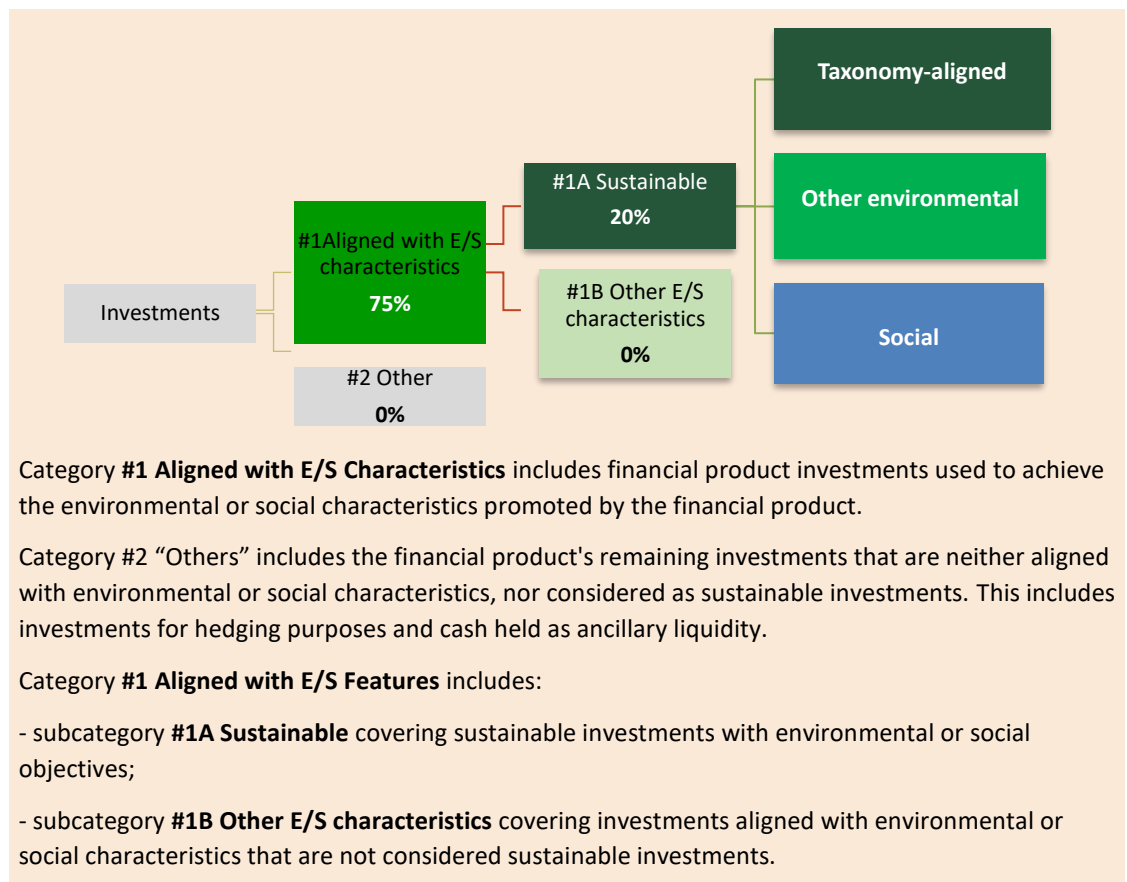 Investments
#1Aligned with E/S
characteristics
75%
#2 Other
0%
#1A Sustainable
20%
#1B Other E/S
characteristics
0%
Taxonomy-aligned
Other environmental
Social
Category #1 Aligned with E/S Characteristics includes financial product investments used to achieve
the environmental or social characteristics promoted by the financial product.
Category #2 “Others” includes the financial product's remaining investments that are neither aligned
with environmental or social characteristics, nor considered as sustainable investments. This includes
investments for hedging purposes and cash held as ancillary liquidity.
Category #1 Aligned with E/S Features includes:
- subcategory #1A Sustainable covering sustainable investments with environmental or social
objectives;
- subcategory #1B Other E/S characteristics covering investments aligned with environmental or
social characteristics that are not considered sustainable investments.